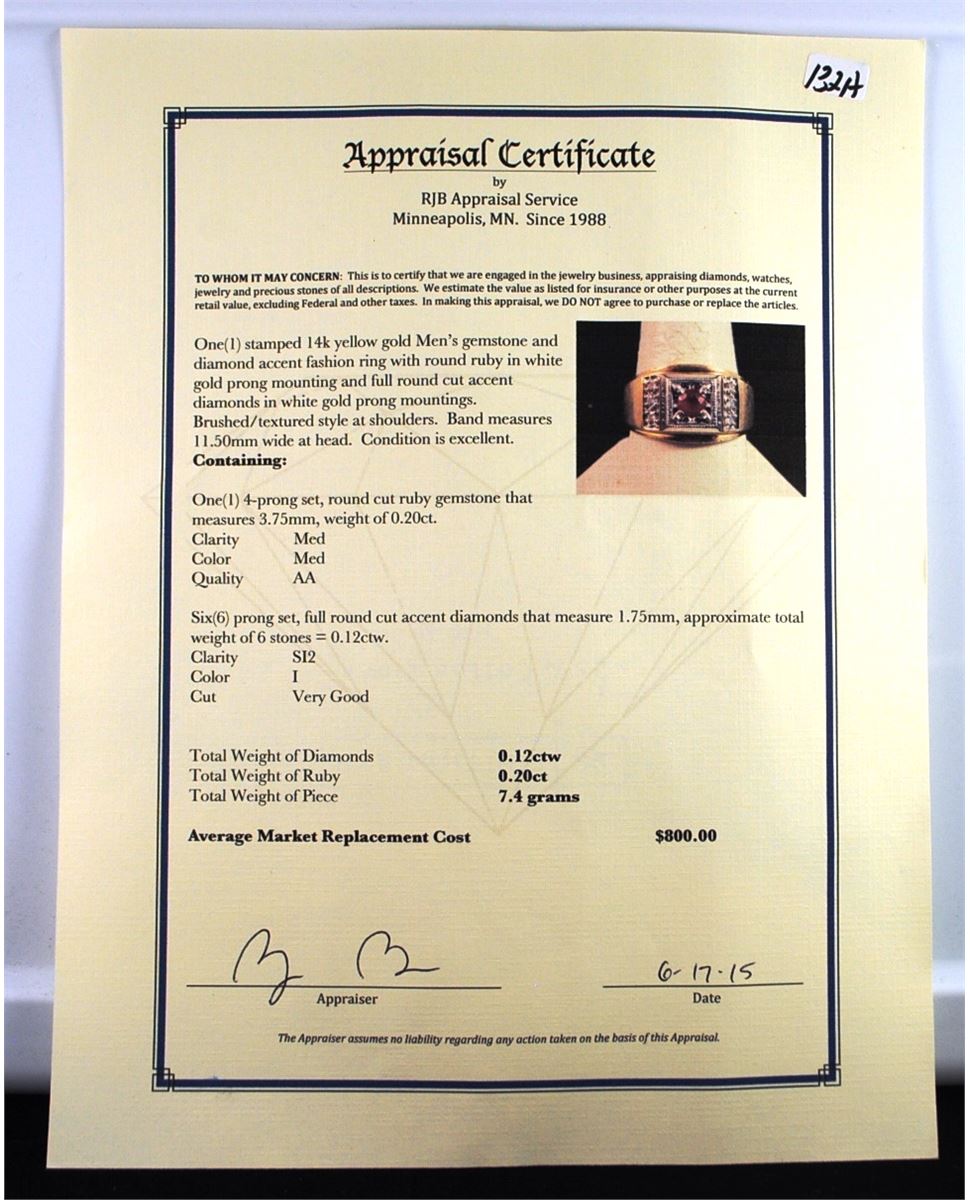 132A
Appraisal Certificate
by
RJB Appraisal Service
Minneapolis, MN. Since 1988
TO WHOM IT MAY CONCERN: This is to certify that we are engaged in the jewelry business, appraising diamonds, watches,
jewelry and precious stones of all descriptions. We estimate the value as listed for insurance or other purposes at the current
retail value, excluding Federal and other taxes. In making this appraisal, we DO NOT agree to purchase or replace the articles.
One(1) stamped 14k yellow gold Men's gemstone and
diamond accent fashion ring with round ruby in white
gold prong mounting and full round cut accent
diamonds in white gold prong mountings.
Brushed/textured style at shoulders. Band measures
11.50mm wide at head. Condition is excellent.
Containing:
One(1) 4-prong set, round cut ruby gemstone that
measures 3.75mm, weight of 0.20ct.
Clarity Med
Color Med
Quality AA
Six(6) prong set, full round cut accent diamonds that measure 1.75mm, approximate total
weight of 6 stones = 0.12ctw.
Clarity SI2
Color I
Cut Very Good
Total Weight of Diamonds 0.12ctw
Total Weight of Ruby 0.20ct
Total Weight of Piece 7.4 grams
Average Market Replacement Cost $800.00
6-17-15
Appraiser Date
The Appraiser assumes no liability regarding any action taken on the basis of this Appraisal.